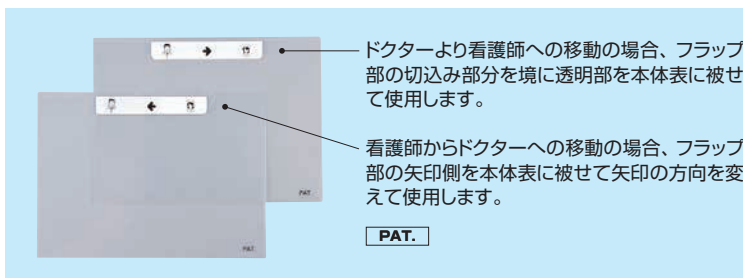 ドクターより看護師への移動の場合、フラップ
部の切込み部分を境に透明部を本体表に被せ
て使用します。
看護師からドクターへの移動の場合、フラップ
部の矢印側を本体表に被せて矢印の方向を変
えて使用します。
PAT.
PAT.
PAT.